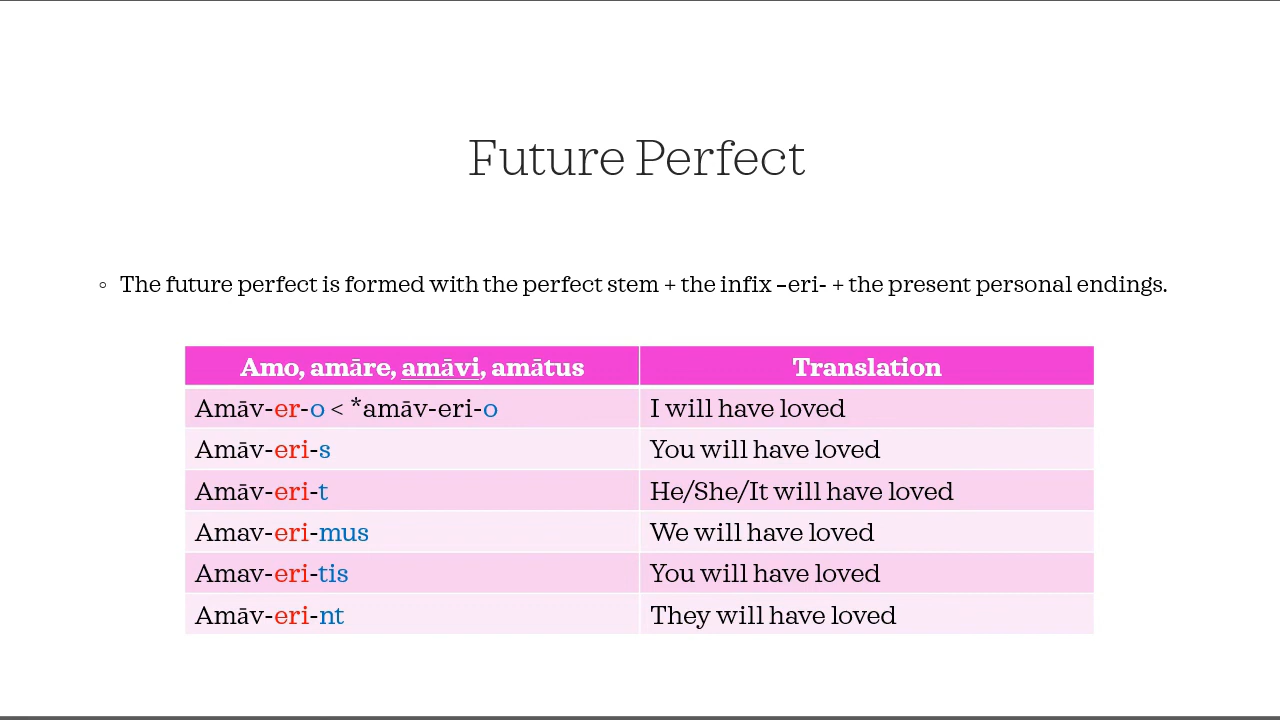 Future Perfect
◦ The future perfect is formed with the perfect stem + the infix –eri- + the present personal endings.
Amo, amāre, amāvi, amātus Translation
Amāv-er-o < *amāv-eri-o I will have loved
Amāv-eri-s You will have loved
Amāv-eri-t He/She/It will have loved
Amav-eri-mus We will have loved
Amav-eri-tis You will have loved
Amāv-eri-nt They will have loved